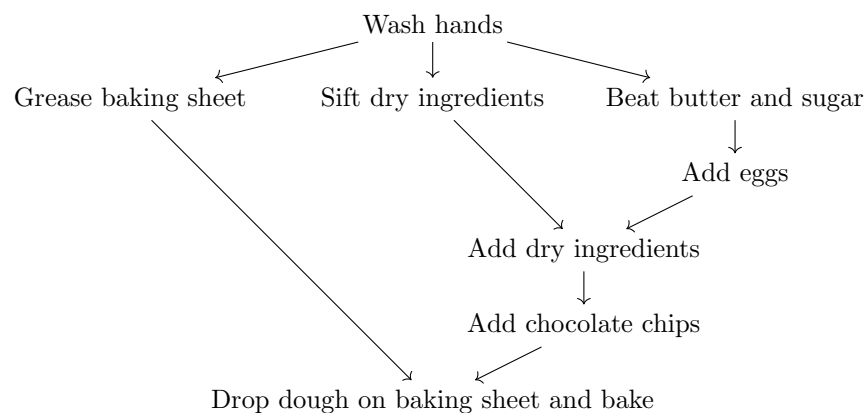 Wash hands
Grease baking sheet
Sift dry ingredients
Beat butter and sugar
Add eggs
Add dry ingredients
Add chocolate chips
Drop dough on baking sheet and bake